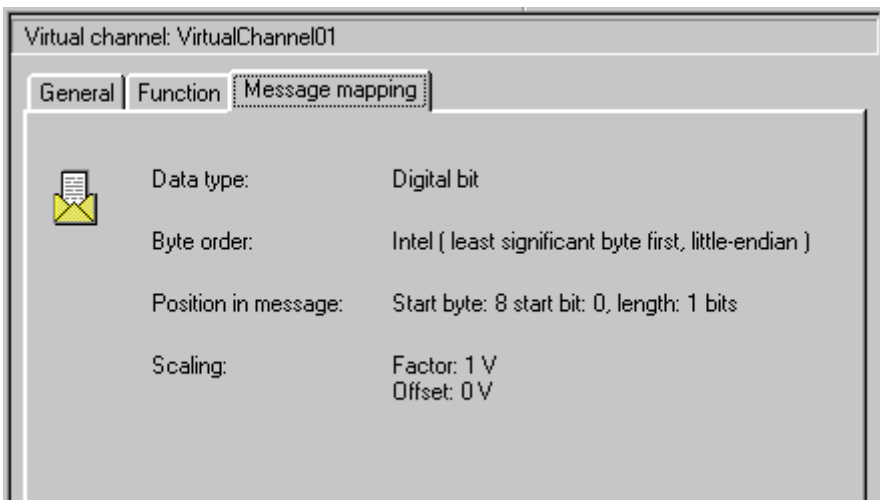 Virtual channel: VirtualChannel01
General Function Message mapping
Data type: Digital bit
Byte order: Intel ( least significant byte first, little-endian )
Position in message: Start byte: 8 start bit: 0, length: 1 bits
Scaling: Factor: 1 V
Offset: 0 V